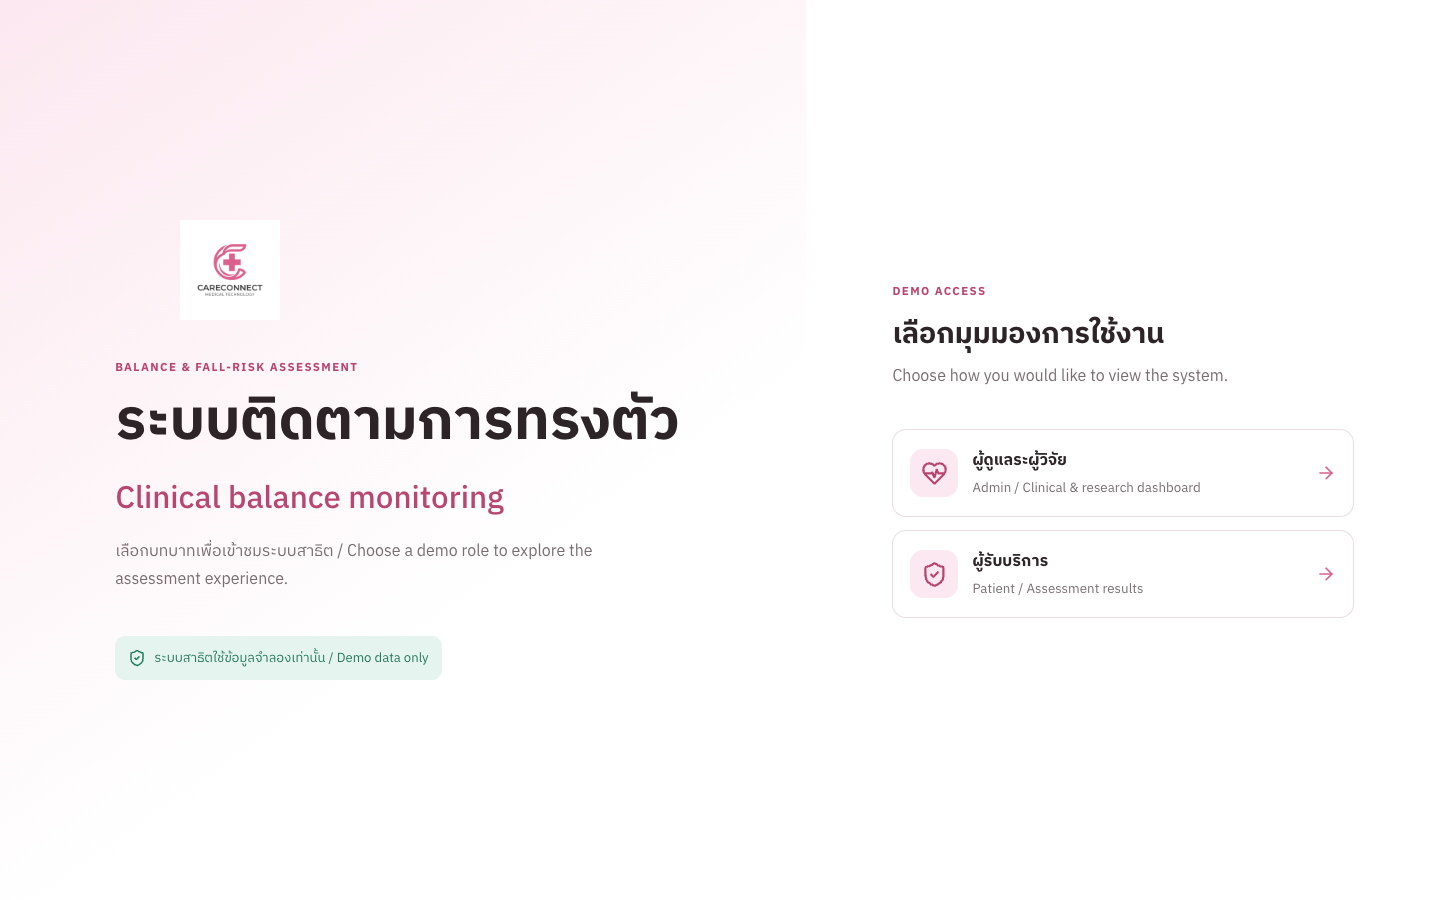 CARECONNECT
MEDICAL TECHNOLOGY
BALANCE & FALL-RISK ASSESSMENT
ระบบติดตามการทรงตัว
Clinical balance monitoring
เลือกบทบาทเพื่อเข้าชมระบบสาธิต / Choose a demo role to explore the
assessment experience.
ระบบสาธิตใช้ข้อมูลจำลองเท่านั้น / Demo data only
DEMO ACCESS
เลือกมุมมองการใช้งาน
Choose how you would like to view the system.
ผู้ดูแลระผู้วิจัย
Admin / Clinical & research dashboard
ผู้รับบริการ
Patient / Assessment results